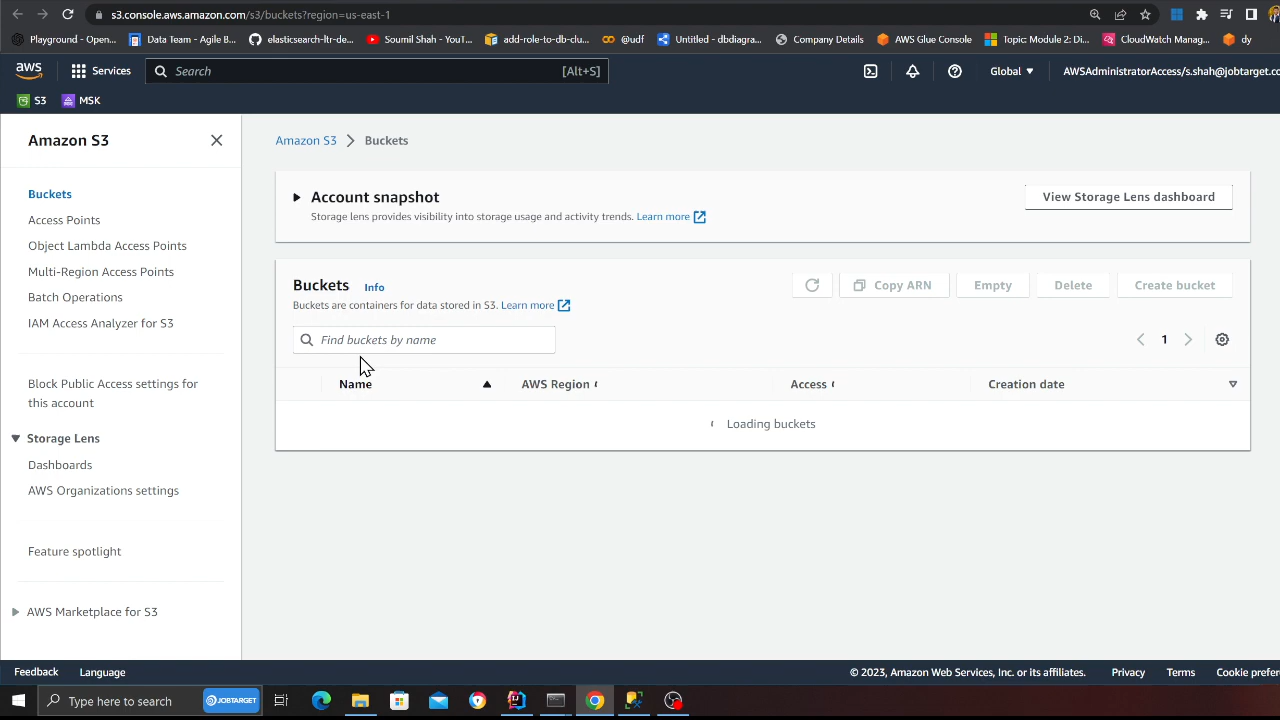 s3.console.aws.amazon.com/s3/buckets?region=us-east-1
Playground - Open...
Data Team - Agile B...
elasticsearch-ltr-de...
Soumil Shah - YouT...
add-role-to-db-clu...
@udf
Untitled - dbdiagra...
Company Details
AWS Glue Console
Topic Module 2_Di...
CloudWatch Manag...
dy
aws
Services
Search
[Alt+S]
Global
AWSAdministratorAccess/s.shah@jobtarget.co
S3
MSK
Amazon S3
Buckets
Access Points
Object Lambda Access Points
Multi-Region Access Points
Batch Operations
IAM Access Analyzer for S3
Block Public Access settings for
this account
Storage Lens
Dashboards
AWS Organizations settings
Feature spotlight
AWS Marketplace for S3
Amazon S3
Buckets
Account snapshot
Storage lens provides visibility into storage usage and activity trends. Learn more
View Storage Lens dashboard
Buckets Info
Buckets are containers for data stored in S3. Learn more
Copy ARN
Empty
Delete
Create bucket
Find buckets by name
1
Name
AWS Region
Access
Creation date
Loading buckets
Feedback
Language
© 2023, Amazon Web Services, Inc. or its affiliates.
Privacy
Terms
Cookie prefer
Type here to search
JOBTARGET